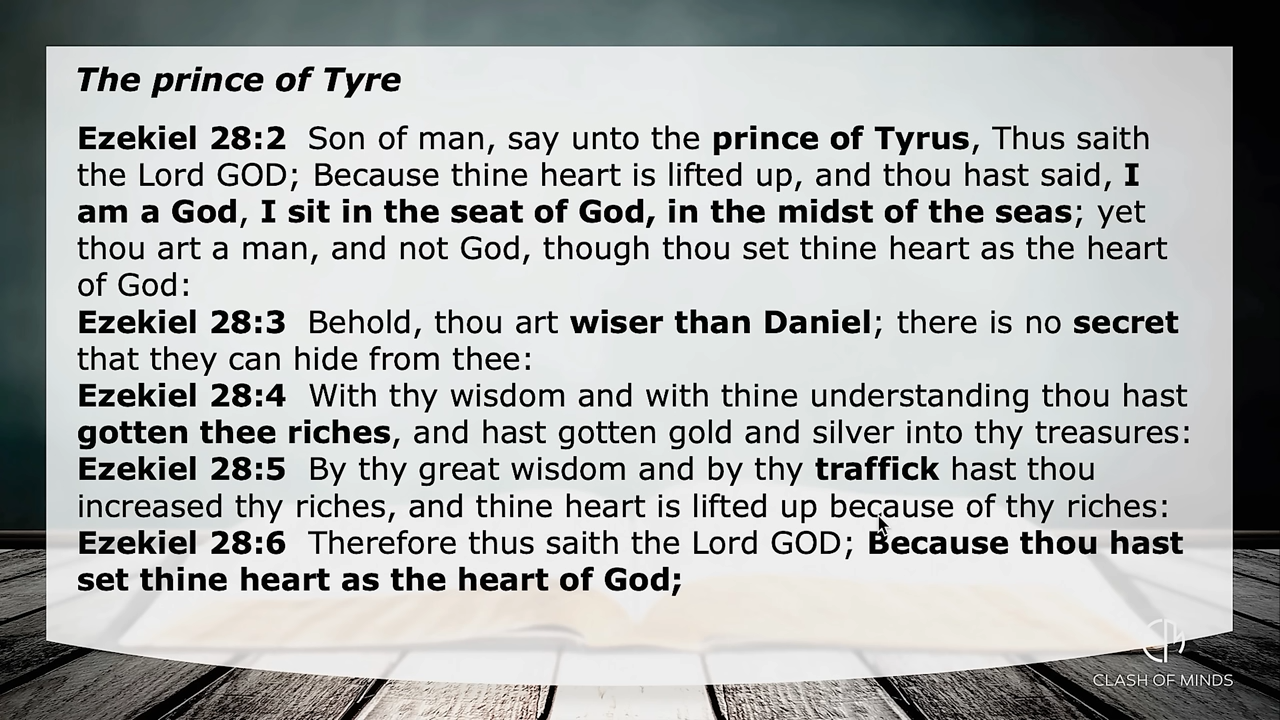 The prince of Tyre
Ezekiel 28:2 Son of man, say unto the prince of Tyrus, Thus saith
the Lord GOD; Because thine heart is lifted up, and thou hast said, I
am a God, I sit in the seat of God, in the midst of the seas; yet
thou art a man, and not God, though thou set thine heart as the heart
of God:
Ezekiel 28:3 Behold, thou art wiser than Daniel; there is no secret
that they can hide from thee:
Ezekiel 28:4 With thy wisdom and with thine understanding thou hast
gotten thee riches, and hast gotten gold and silver into thy treasures:
Ezekiel 28:5 By thy great wisdom and by thy traffick hast thou
increased thy riches, and thine heart is lifted up because of thy riches:
Ezekiel 28:6 Therefore thus saith the Lord GOD; Because thou hast
set thine heart as the heart of God;
CLASH OF MINDS